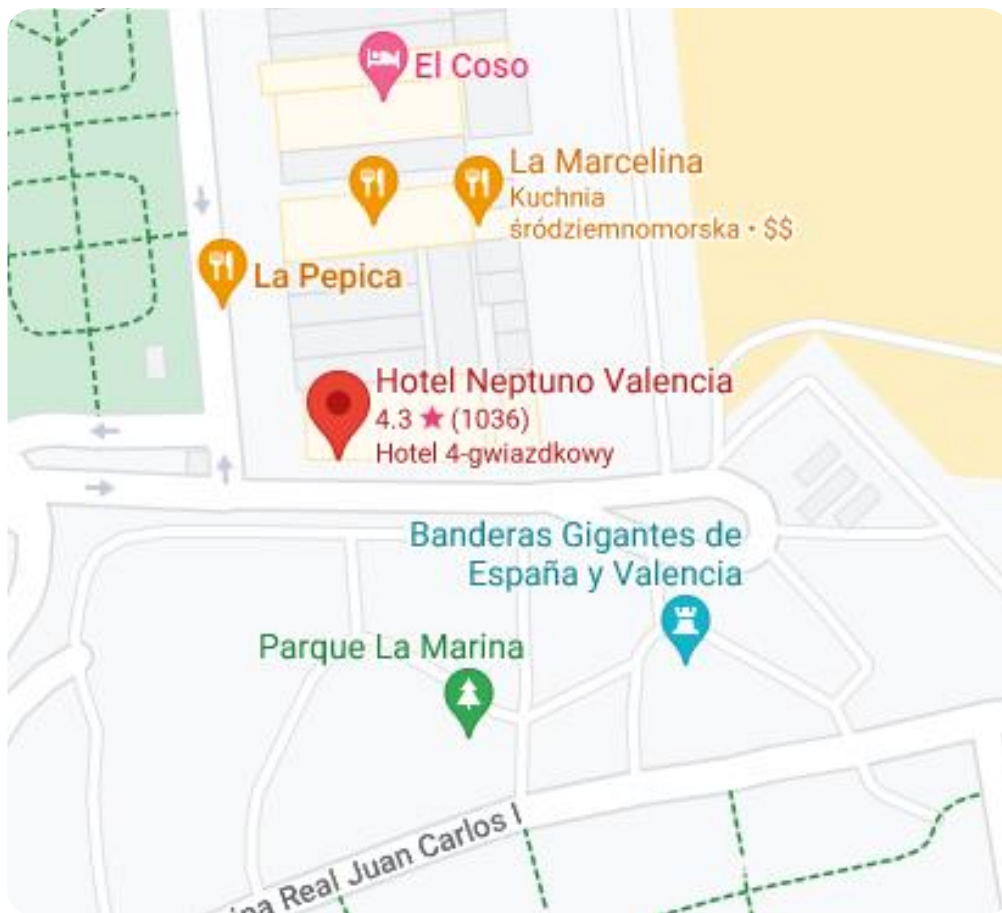 El Coso
La Marcelina
Kuchnia
śródziemnomorska • $$
La Pepica
Hotel Neptuno Valencia
4.3 ★ (1036)
Hotel 4-gwiazdkowy
Banderas Gigantes de
España y Valencia
Parque La Marina
ina Real Juan Carlos I